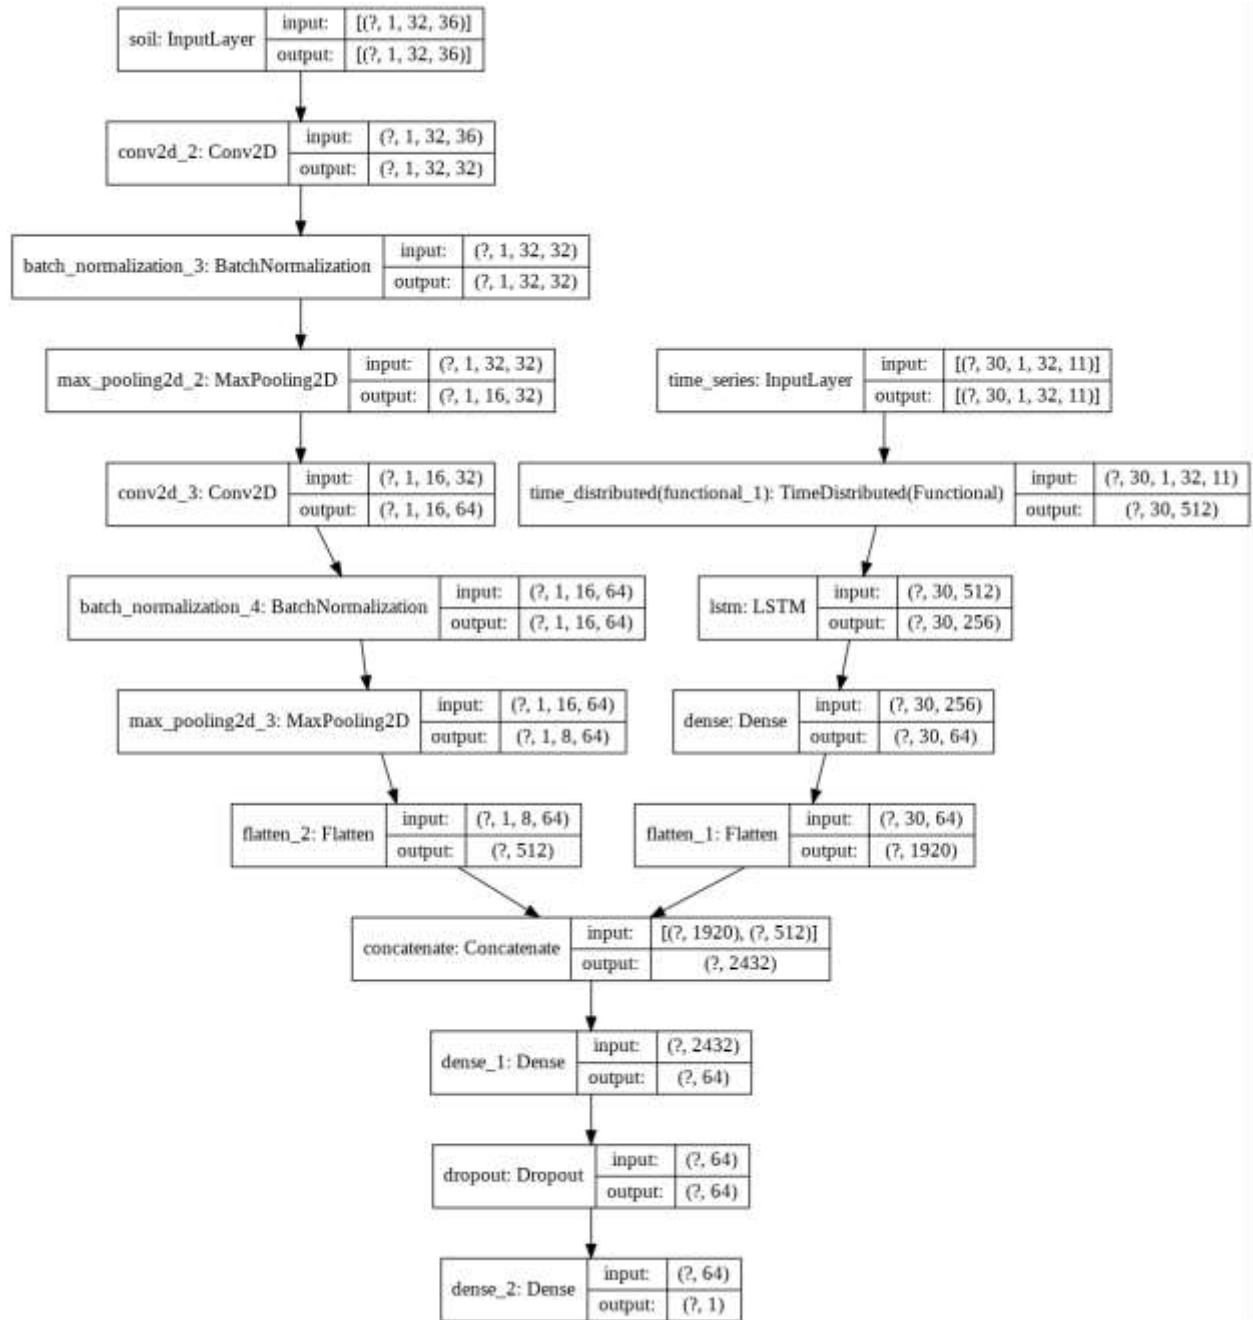 soil: InputLayer
input: [(?, 1, 32, 36)]
output: [(?, 1, 32, 36)]
conv2d_2: Conv2D
input: (?, 1, 32, 36)
output: (?, 1, 32, 32)
batch_normalization_3: BatchNormalization
input: (?, 1, 32, 32)
output: (?, 1, 32, 32)
max_pooling2d_2: MaxPooling2D
input: (?, 1, 32, 32)
output: (?, 1, 16, 32)
time_series: InputLayer
input: [(?, 30, 1, 32, 11)]
output: [(?, 30, 1, 32, 11)]
conv2d_3: Conv2D
input: (?, 1, 16, 32)
output: (?, 1, 16, 64)
time_distributed(functional_1): TimeDistributed(Functional)
input: (?, 30, 1, 32, 11)
output: (?, 30, 512)
batch_normalization_4: BatchNormalization
input: (?, 1, 16, 64)
output: (?, 1, 16, 64)
lstm: LSTM
input: (?, 30, 512)
output: (?, 30, 256)
max_pooling2d_3: MaxPooling2D
input: (?, 1, 16, 64)
output: (?, 1, 8, 64)
dense: Dense
input: (?, 30, 256)
output: (?, 30, 64)
flatten_2: Flatten
input: (?, 1, 8, 64)
output: (?, 512)
flatten_1: Flatten
input: (?, 30, 64)
output: (?, 1920)
concatenate: Concatenate
input: [(?, 1920), (?, 512)]
output: (?, 2432)
dense_1: Dense
input: (?, 2432)
output: (?, 64)
dropout: Dropout
input: (?, 64)
output: (?, 64)
dense_2: Dense
input: (?, 64)
output: (?, 1)